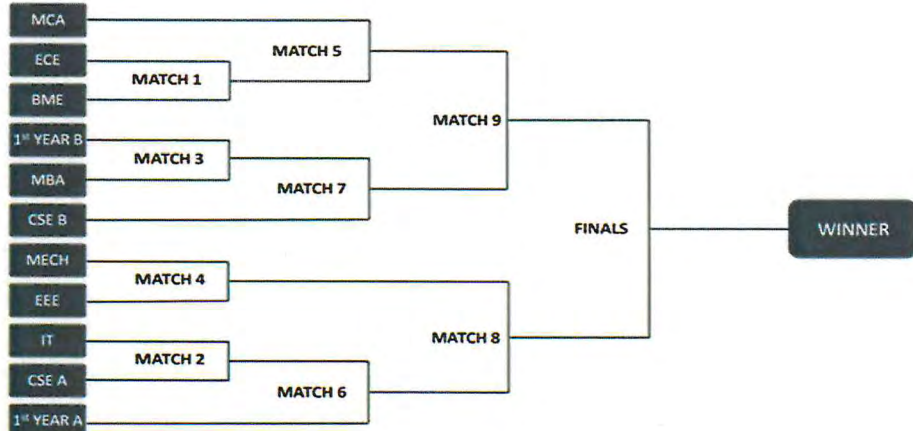 MCA
ECE
BME
1ST YEAR B
MBA
CSE B
MECH
EEE
IT
CSE A
1ST YEAR A
MATCH 5
MATCH 1
MATCH 3
MATCH 7
MATCH 4
MATCH 2
MATCH 6
MATCH 9
MATCH 8
FINALS
WINNER